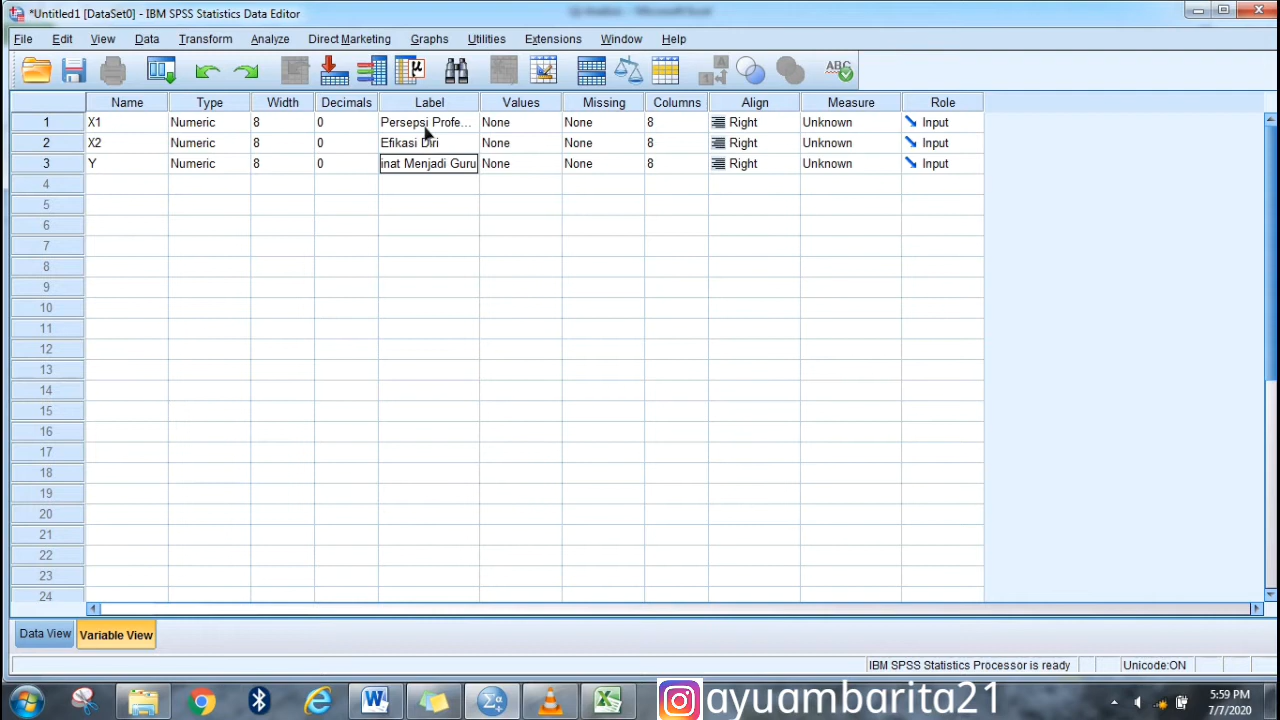 *Untitled1 [DataSet0] - IBM SPSS Statistics Data Editor
File Edit View Data Transform Analyze Direct Marketing Graphs Utilities Extensions Window Help
Name Type Width Decimals Label Values Missing Columns Align Measure Role
1 X1 Numeric 8 0 Persepsi Profe... None None 8 Right Unknown Input
2 X2 Numeric 8 0 Efikasi Diri None None 8 Right Unknown Input
3 Y Numeric 8 0 inat Menjadi Guru None None 8 Right Unknown Input
4
5
6
7
8
9
10
11
12
13
14
15
16
17
18
19
20
21
22
23
24
Data View Variable View
IBM SPSS Statistics Processor is ready Unicode:ON
ayuambarita21
5:59 PM
7/7/2020